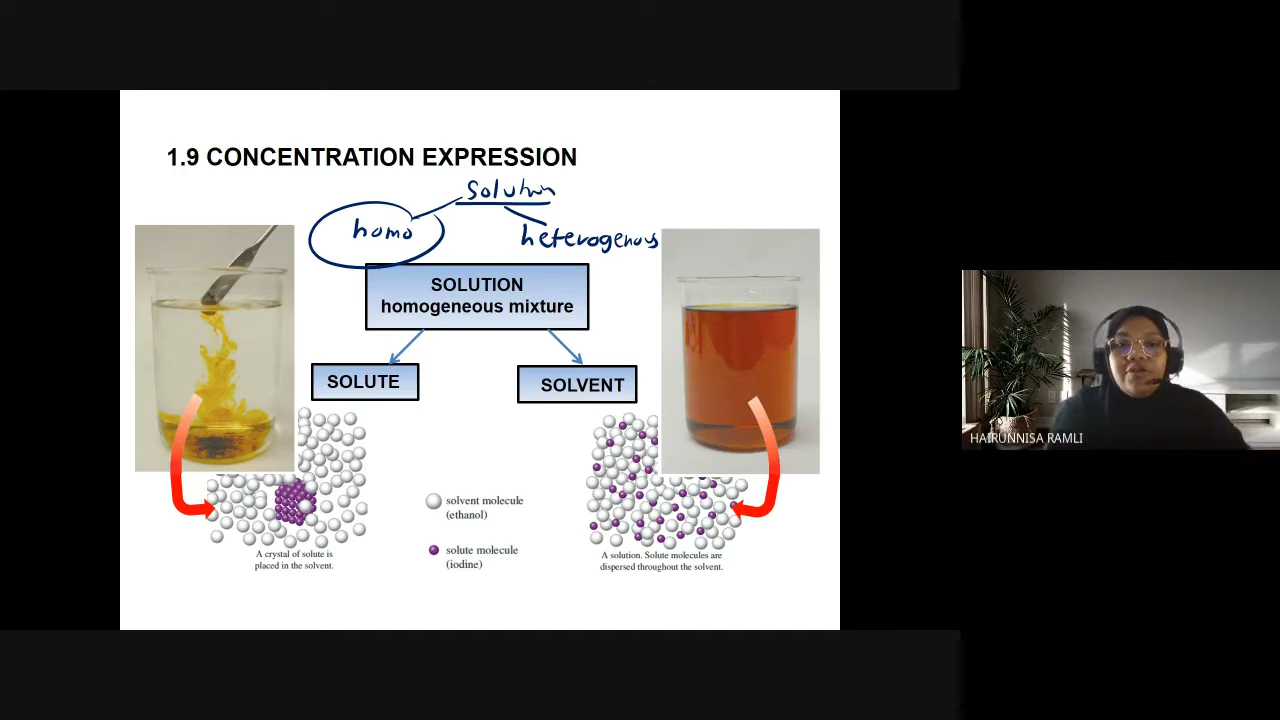 1.9 CONCENTRATION EXPRESSION
solution
homo
heterogenous
SOLUTION
homogeneous mixture
SOLUTE
SOLVENT
solvent molecule
(ethanol)
solute molecule
(iodine)
A crystal of solute is
placed in the solvent.
A solution. Solute molecules are
dispersed throughout the solvent.
HAIRUNNISA RAMLI